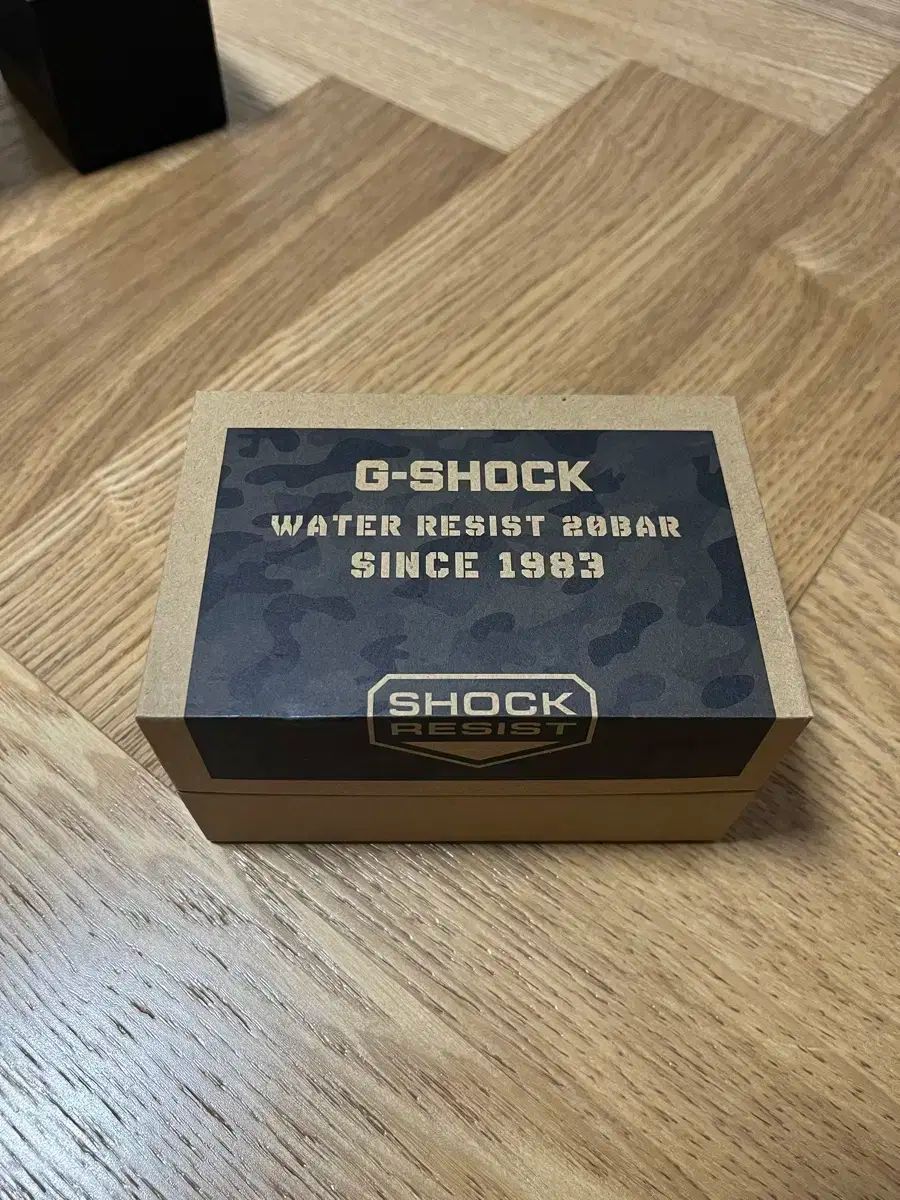 G-SHOCK
WATER RESIST 20BAR
SINCE 1983
SHOCK
RESIST